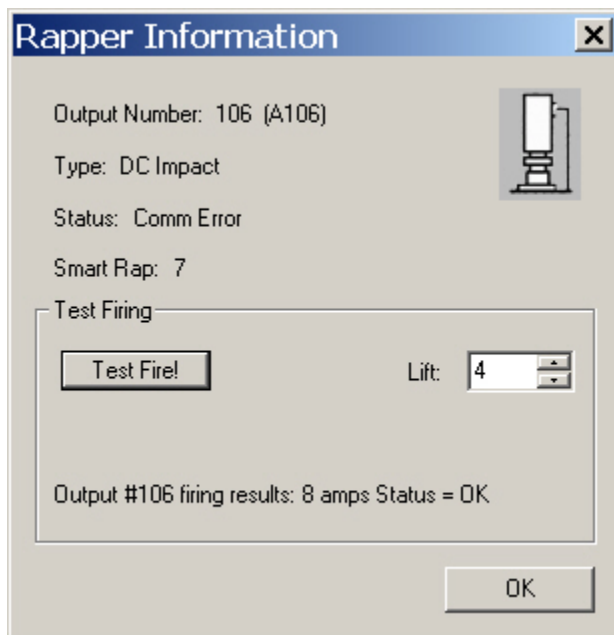 Rapper Information
Output Number: 106 (A106)
Type: DC Impact
Status: Comm Error
Smart Rap: 7
Test Firing
Test Fire!
Lift: 4
Output #106 firing results: 8 amps Status = OK
OK